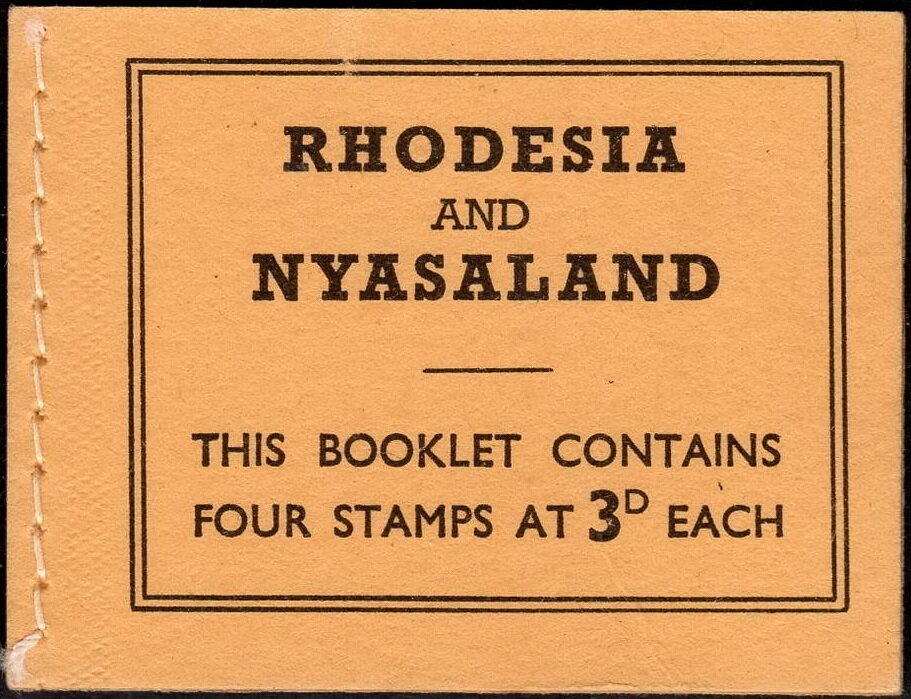 RHODESIA
AND
NYASALAND
THIS BOOKLET CONTAINS
FOUR STAMPS AT 3D EACH